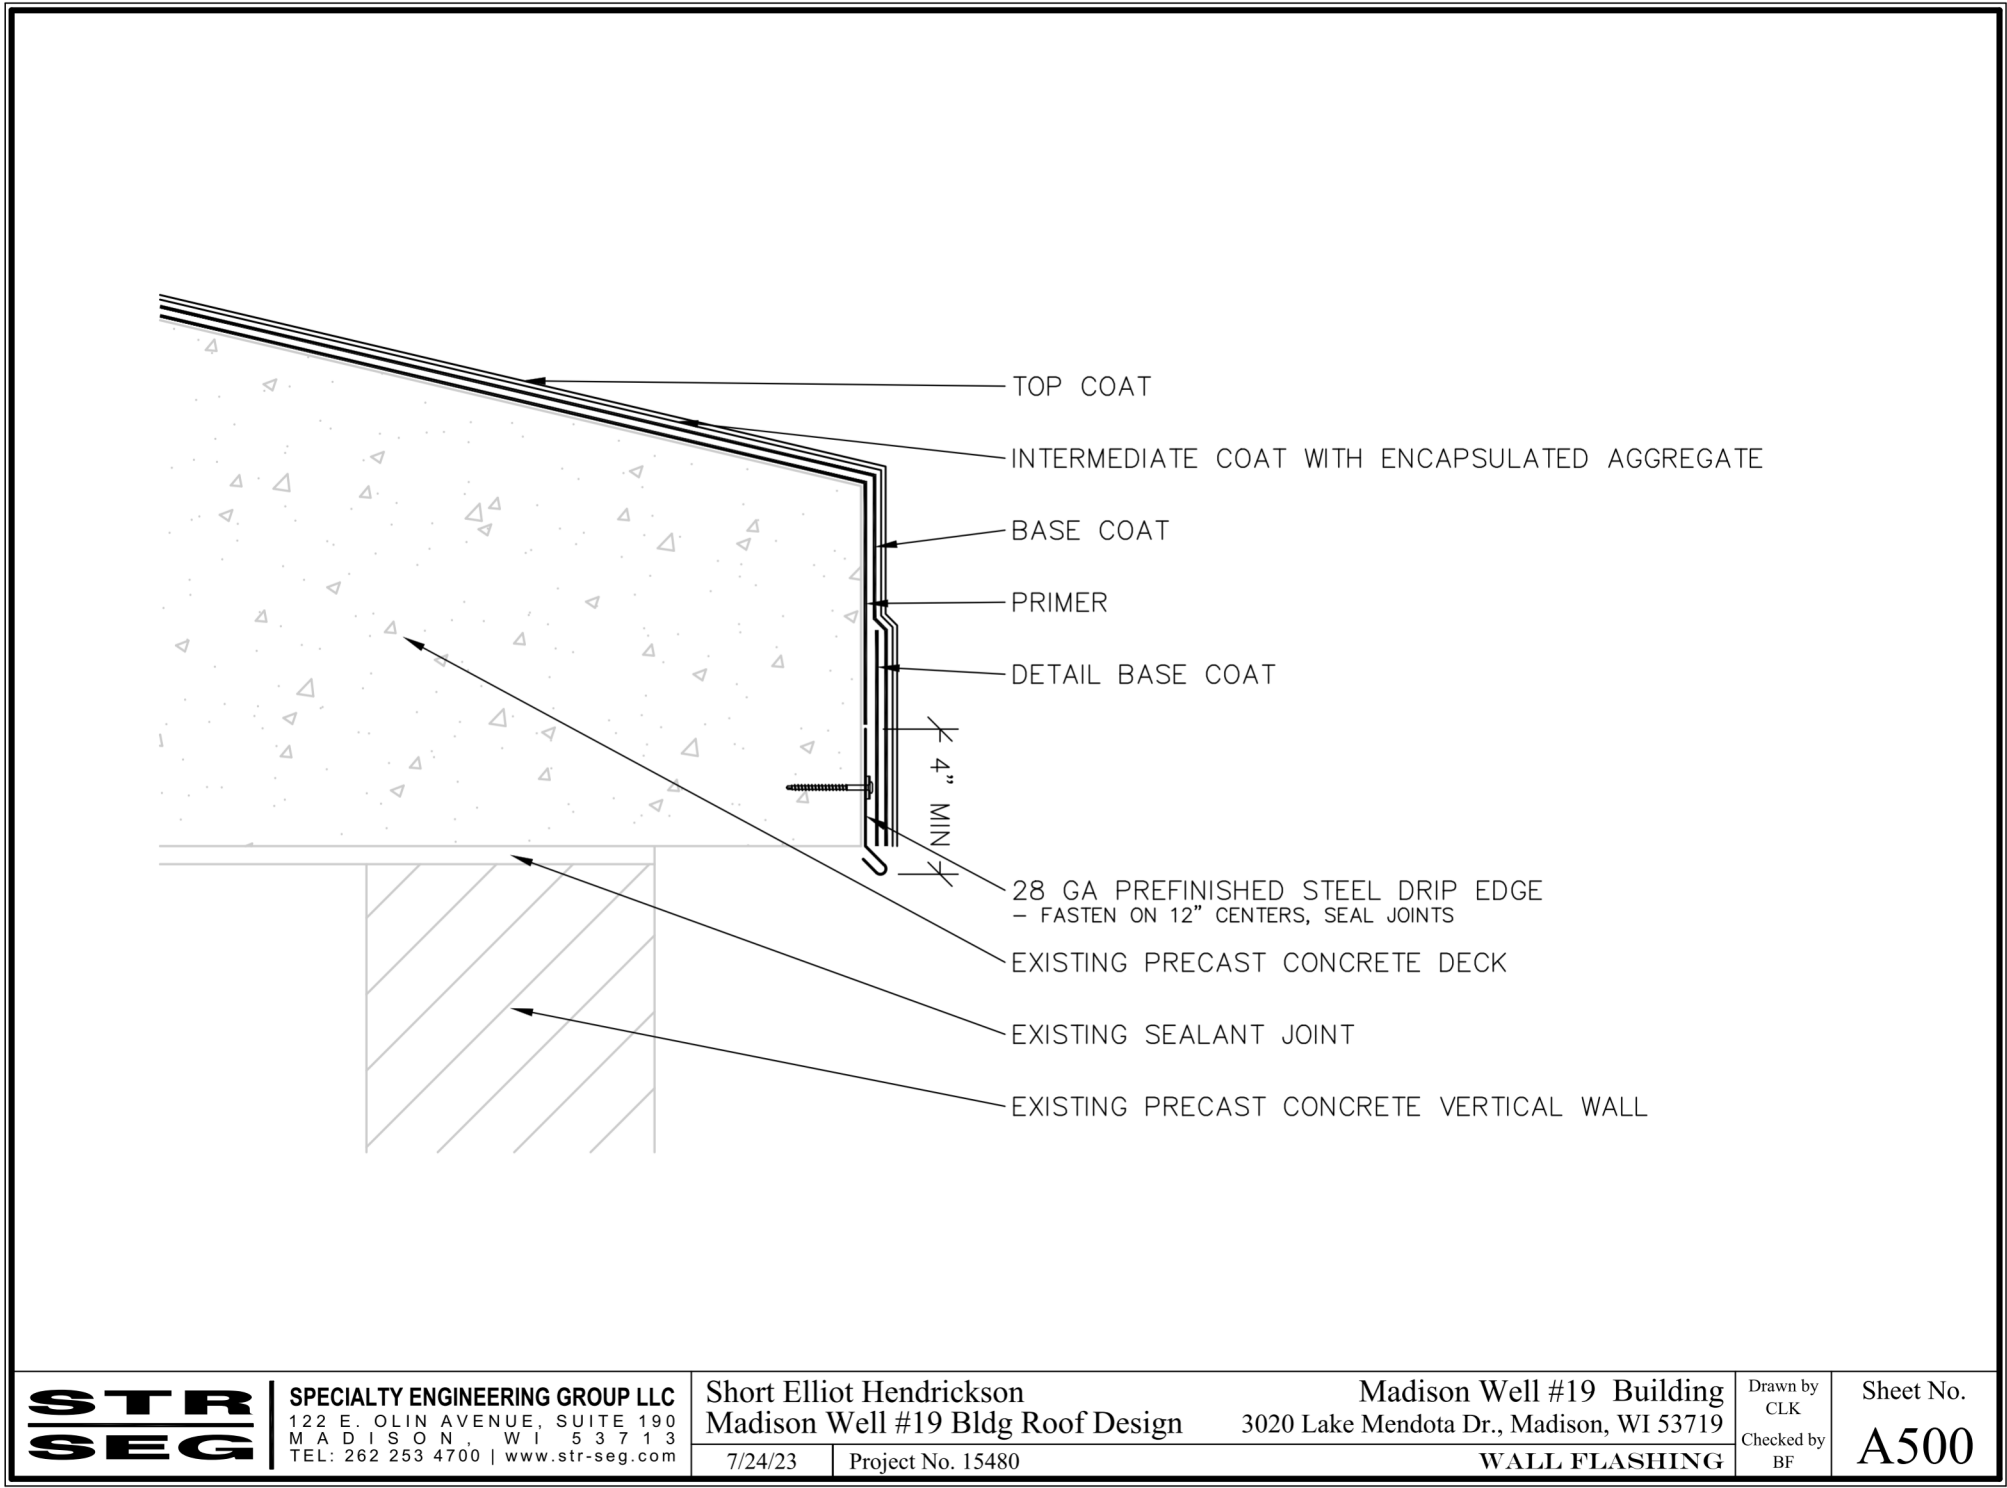 TOP COAT
INTERMEDIATE COAT WITH ENCAPSULATED AGGREGATE
BASE COAT
PRIMER
DETAIL BASE COAT
4" MIN
28 GA PREFINISHED STEEL DRIP EDGE
– FASTEN ON 12" CENTERS, SEAL JOINTS
EXISTING PRECAST CONCRETE DECK
EXISTING SEALANT JOINT
EXISTING PRECAST CONCRETE VERTICAL WALL
STR
SEG
SPECIALTY ENGINEERING GROUP LLC
122 E. OLIN AVENUE, SUITE 190
MADISON, WI 53713
TEL: 262 253 4700 | www.str-seg.com
Short Elliot Hendrickson
Madison Well #19 Bldg Roof Design
7/24/23
Project No. 15480
Madison Well #19 Building
3020 Lake Mendota Dr., Madison, WI 53719
WALL FLASHING
Drawn by
CLK
Checked by
BF
Sheet No.
A500